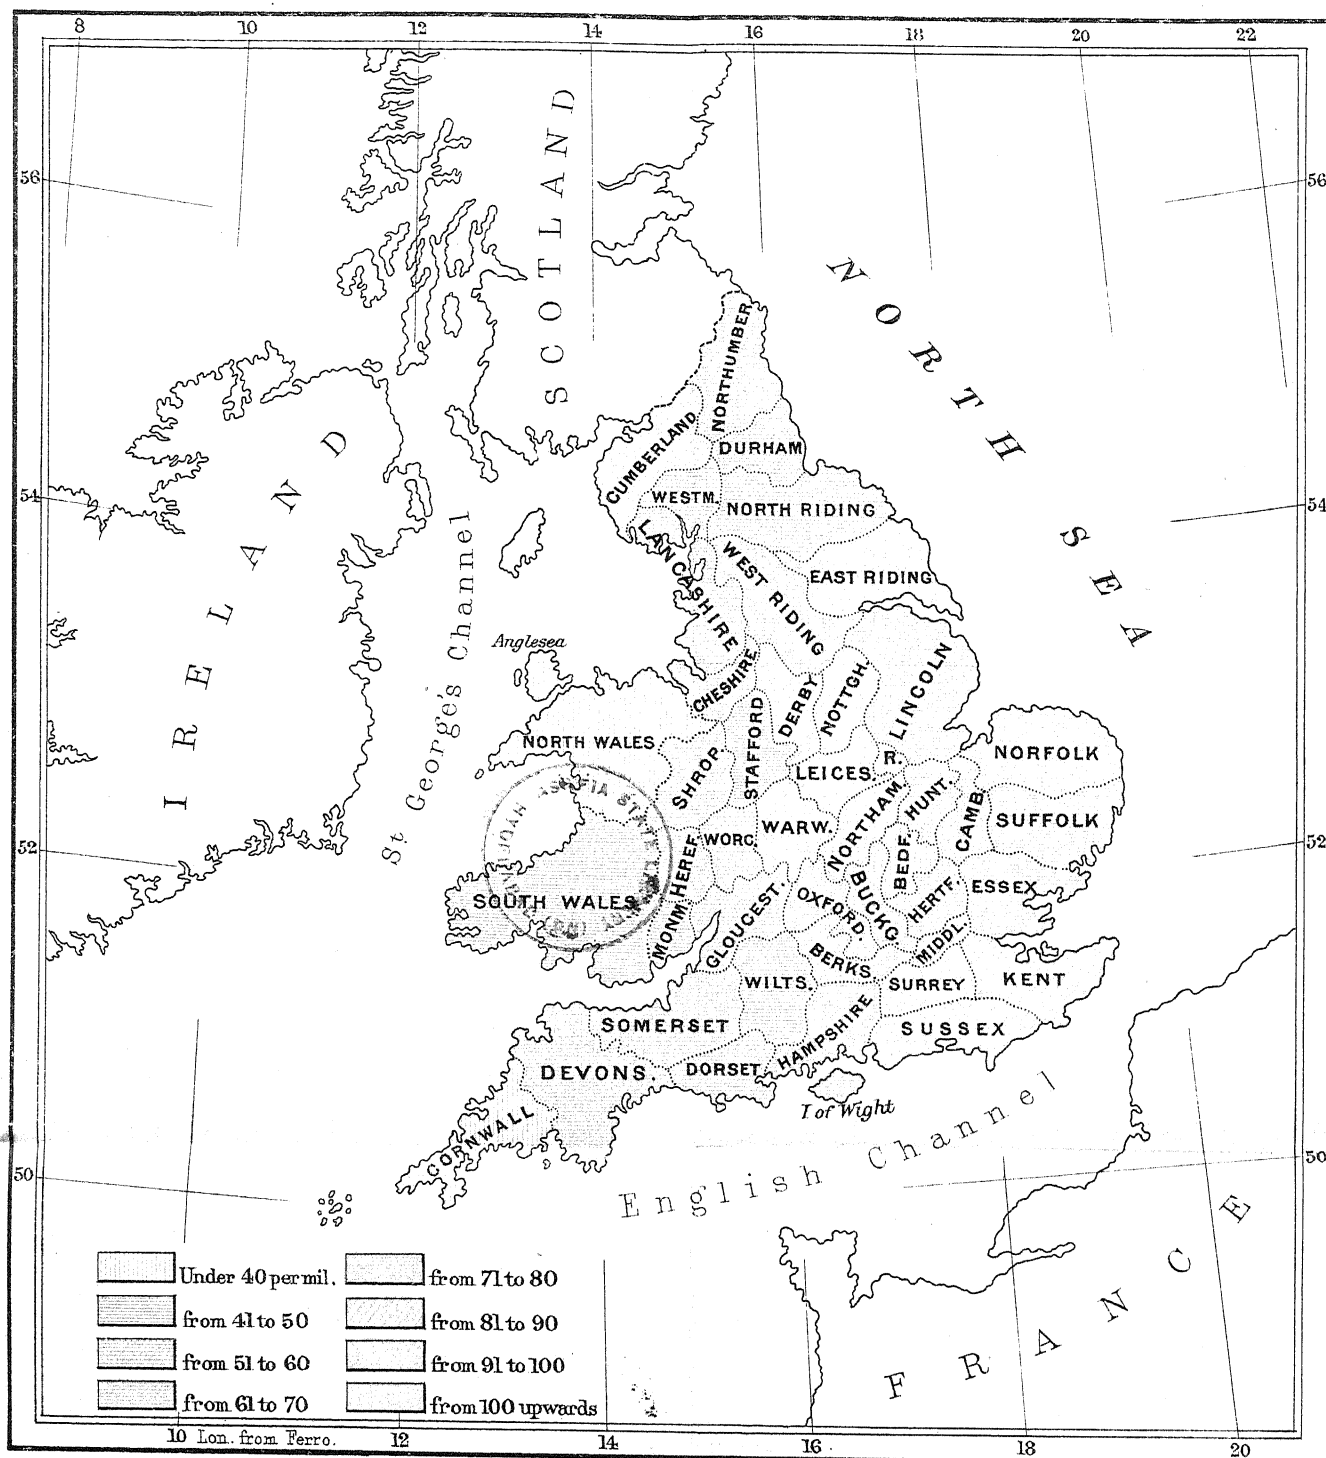 8 10 12 14 16 18 20 22
56 56
54 54
52 52
50 50
SCOTLAND
NORTH SEA
IRELAND
St. George's Channel
Anglesea
NORTHUMBER
CUMBERLAND
DURHAM
WESTM.
NORTH RIDING
LANCASHIRE
WEST RIDING
EAST RIDING
CHESHIRE
DERBY
NOTTGH.
LINCOLN
NORTH WALES
SHROP.
STAFFORD
LEICES.
R.
NORFOLK
NORTHAM.
HUNT.
CAMB.
SUFFOLK
WORC.
WARW.
HEREF.
BEDF.
SOUTH WALES
MONM.
GLOUCEST.
OXFORD.
BUCKG
HERTF.
ESSEX
MIDDL.
BERKS.
WILTS.
SURREY
KENT
SOMERSET
HAMPSHIRE
SUSSEX
DEVONS.
DORSET
CORNWALL
I of Wight
English Channel
FRANCE
Under 40 per mil.
from 41 to 50
from 51 to 60
from 61 to 70
from 71 to 80
from 81 to 90
from 91 to 100
from 100 upwards
10 Lon. from Ferro. 12 14 16 18 20